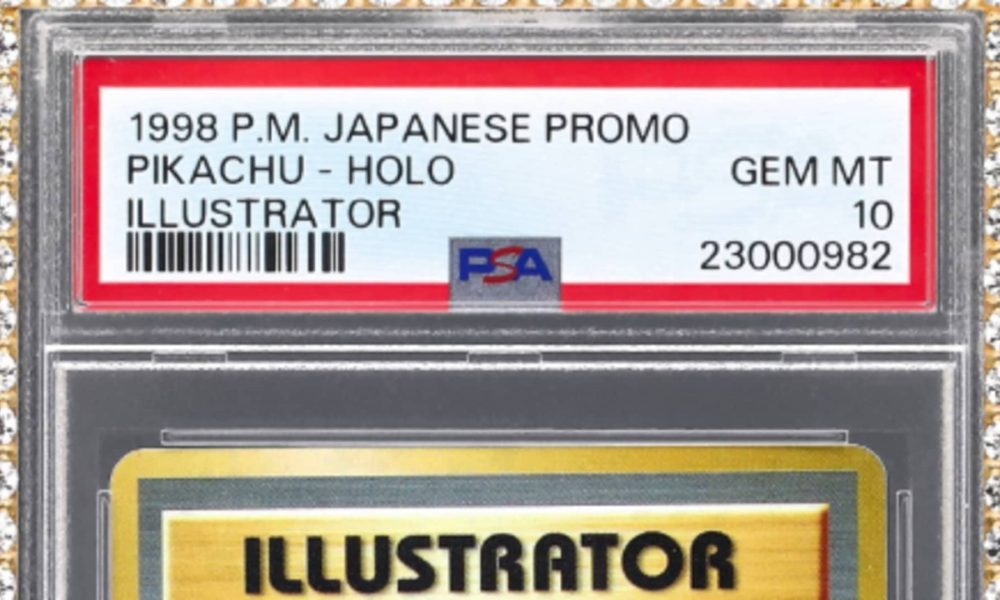 1998 P.M. JAPANESE PROMO
PIKACHU - HOLO GEM MT
ILLUSTRATOR 10
PSA 23000982
ILLUSTRATOR